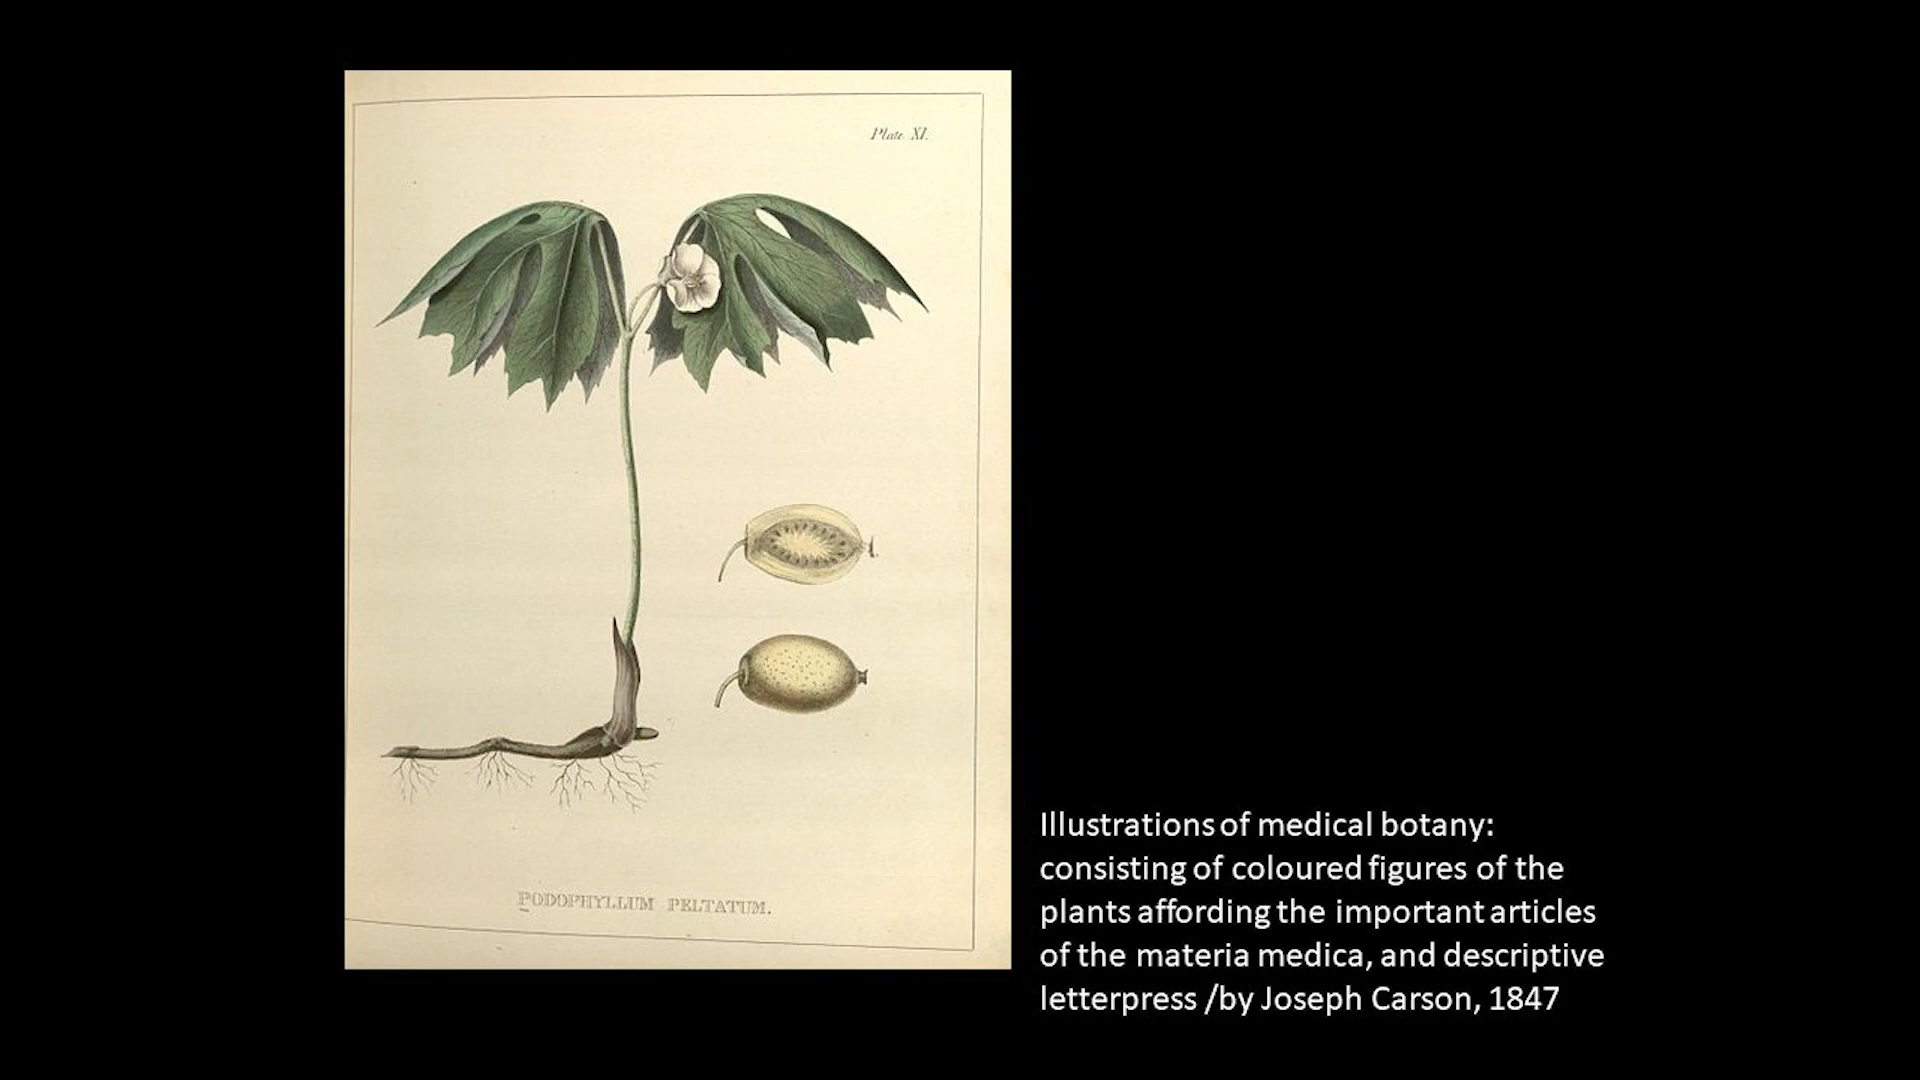 Plate XI.
PODOPHYLLUM PELTATUM.
Illustrations of medical botany:
consisting of coloured figures of the
plants affording the important articles
of the materia medica, and descriptive
letterpress /by Joseph Carson, 1847